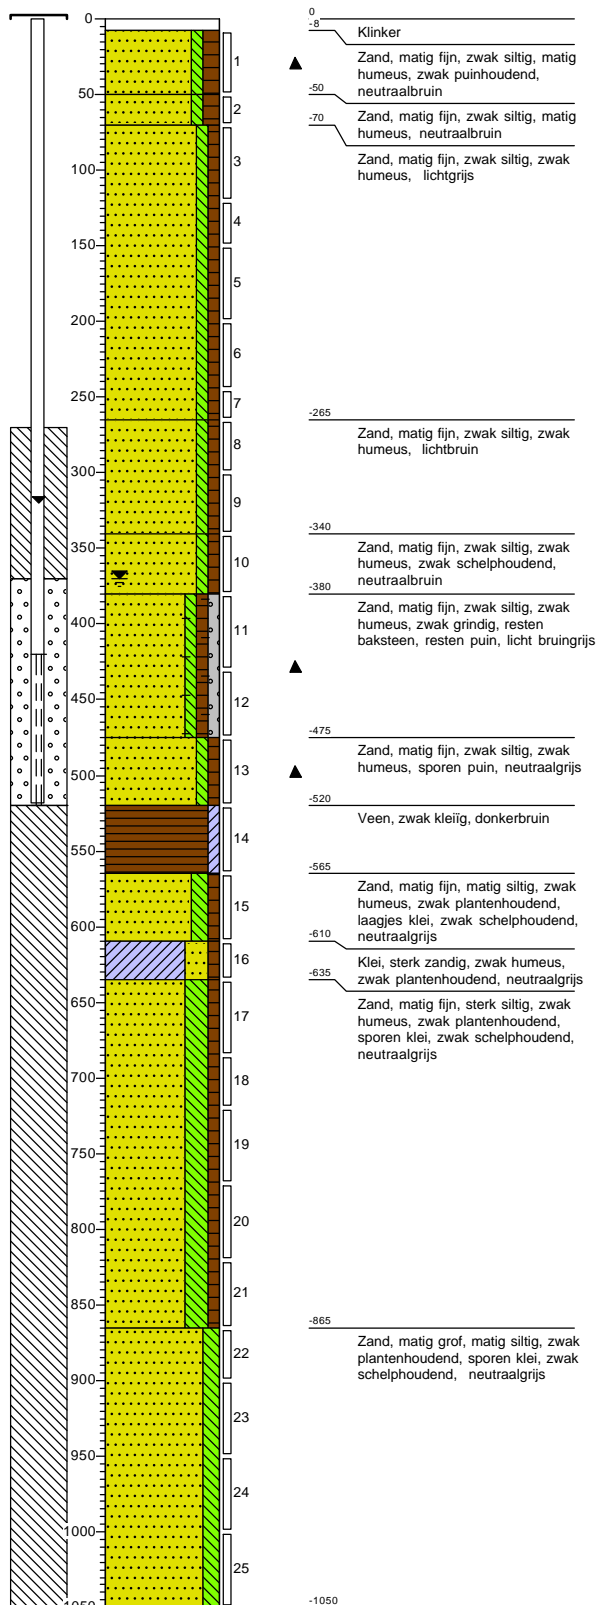 0
50
100
150
200
250
300
350
400
450
500
550
600
650
700
750
800
850
900
950
1000
1050
1
2
3
4
5
6
7
8
9
10
11
12
13
14
15
16
17
18
19
20
21
22
23
24
25
0
-8
Klinker
Zand, matig fijn, zwak siltig, matig
humeus, zwak puinhoudend,
neutraalbruin
-50
Zand, matig fijn, zwak siltig, matig
humeus, neutraalbruin
-70
Zand, matig fijn, zwak siltig, zwak
humeus, lichtgrijs
-265
Zand, matig fijn, zwak siltig, zwak
humeus, lichtbruin
-340
Zand, matig fijn, zwak siltig, zwak
humeus, zwak schelphoudend,
neutraalbruin
-380
Zand, matig fijn, zwak siltig, zwak
humeus, zwak grindig, resten
baksteen, resten puin, licht bruingrijs
-475
Zand, matig fijn, zwak siltig, zwak
humeus, sporen puin, neutraalgrijs
-520
Veen, zwak kleiïg, donkerbruin
-565
Zand, matig fijn, matig siltig, zwak
humeus, zwak plantenhoudend,
laagjes klei, zwak schelphoudend,
neutraalgrijs
-610
Klei, sterk zandig, zwak humeus,
zwak plantenhoudend, neutraalgrijs
-635
Zand, matig fijn, sterk siltig, zwak
humeus, zwak plantenhoudend,
sporen klei, zwak schelphoudend,
neutraalgrijs
-865
Zand, matig grof, matig siltig, zwak
plantenhoudend, sporen klei, zwak
schelphoudend, neutraalgrijs
-1050